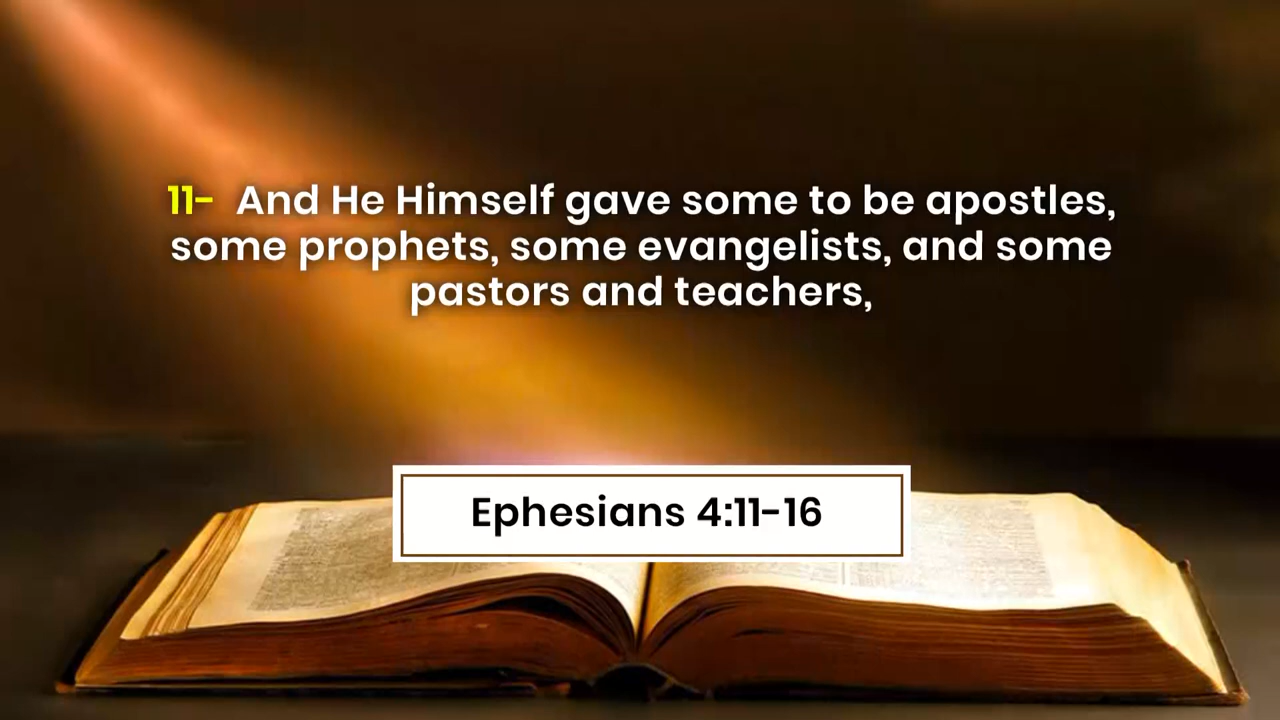 11- And He Himself gave some to be apostles,
some prophets, some evangelists, and some
pastors and teachers,
Ephesians 4:11-16